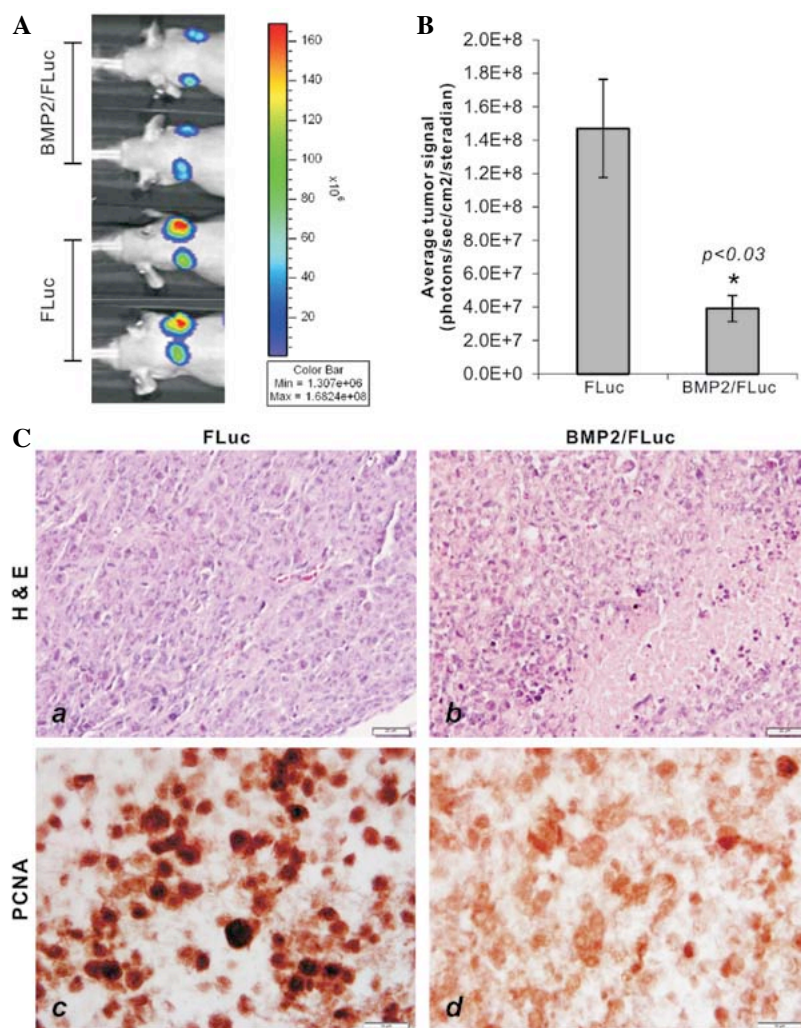 A
BMP2/FLuc
FLuc
160
140
120
100
80
60
40
20
x10⁶
Color Bar
Min = 1.307e+06
Max = 1.6824e+08
B
Average tumor signal
(photons/sec/cm2/steradian)
2.0E+8
1.8E+8
1.6E+8
1.4E+8
1.2E+8
1.0E+8
8.0E+7
6.0E+7
4.0E+7
2.0E+7
0.0E+0
p<0.03
*
FLuc
BMP2/FLuc
C
FLuc
BMP2/FLuc
H & E
a
b
PCNA
c
d